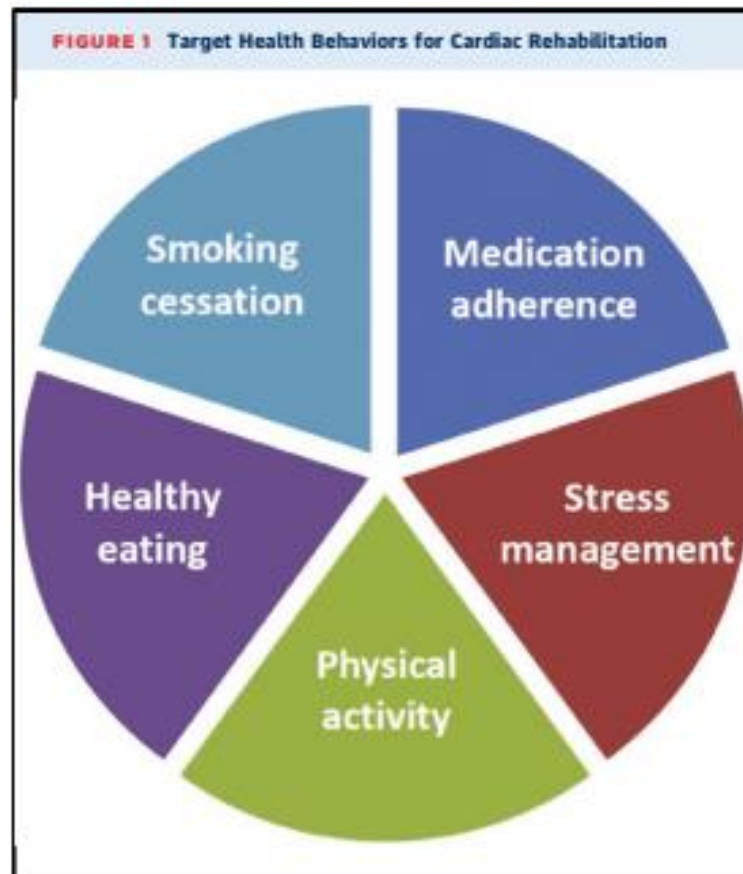 FIGURE 1 Target Health Behaviors for Cardiac Rehabilitation
Smoking
cessation
Medication
adherence
Healthy
eating
Stress
management
Physical
activity